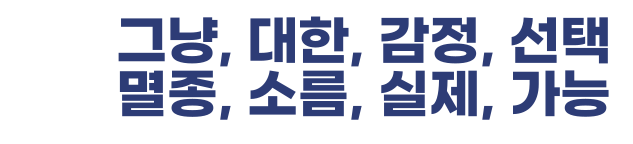 그냥, 대한, 감정, 선택
멸종, 소름, 실제, 가능